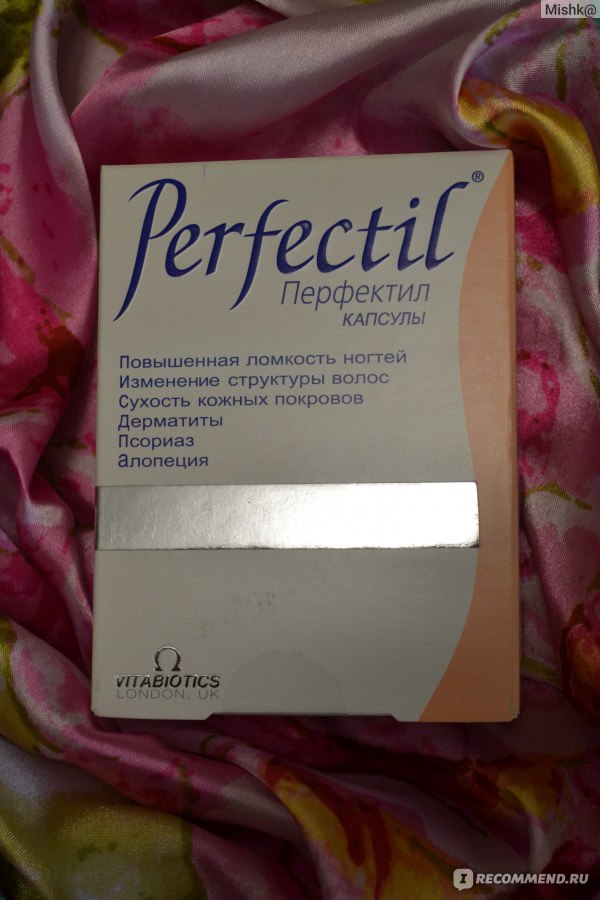 Mishk@
Perfectil®
Перфектил
КАПСУЛЫ
Повышенная ломкость ногтей
Изменение структуры волос
Сухость кожных покровов
Дерматиты
Псориаз
Алопеция
VITABIOTICS
LONDON, UK
I RECOMMEND.RU